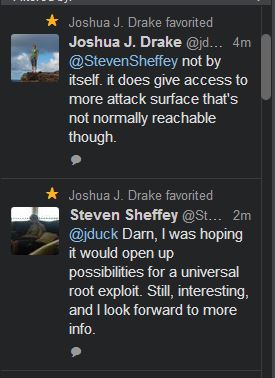 Joshua J. Drake favorited
Joshua J. Drake @jd... 4m
@StevenSheffey not by
itself. it does give access to
more attack surface that's
not normally reachable
though.
Joshua J. Drake favorited
Steven Sheffey @St... 2m
@jduck Darn, I was hoping
it would open up
possibilities for a universal
root exploit. Still, interesting,
and I look forward to more
info.